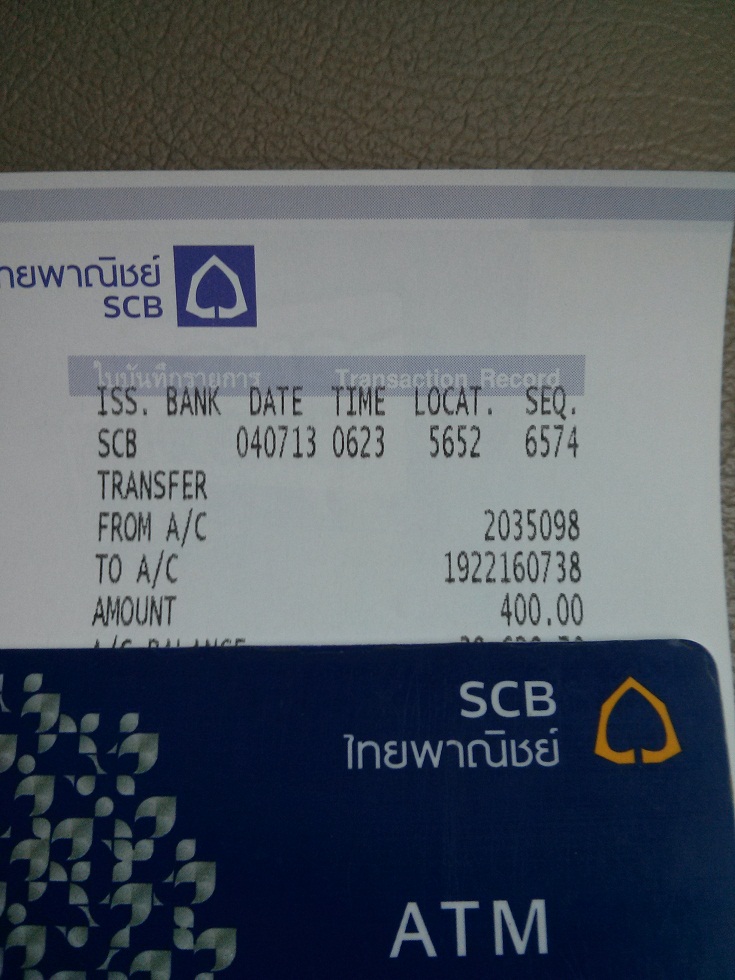 ไทยพาณิชย์
SCB
ใบบันทึกรายการ Transaction Record
ISS. BANK DATE TIME LOCAT. SEQ.
SCB 040713 0623 5652 6574
TRANSFER
FROM A/C 2035098
TO A/C 1922160738
AMOUNT 400.00
A/C BALANCE
SCB
ไทยพาณิชย์
ATM